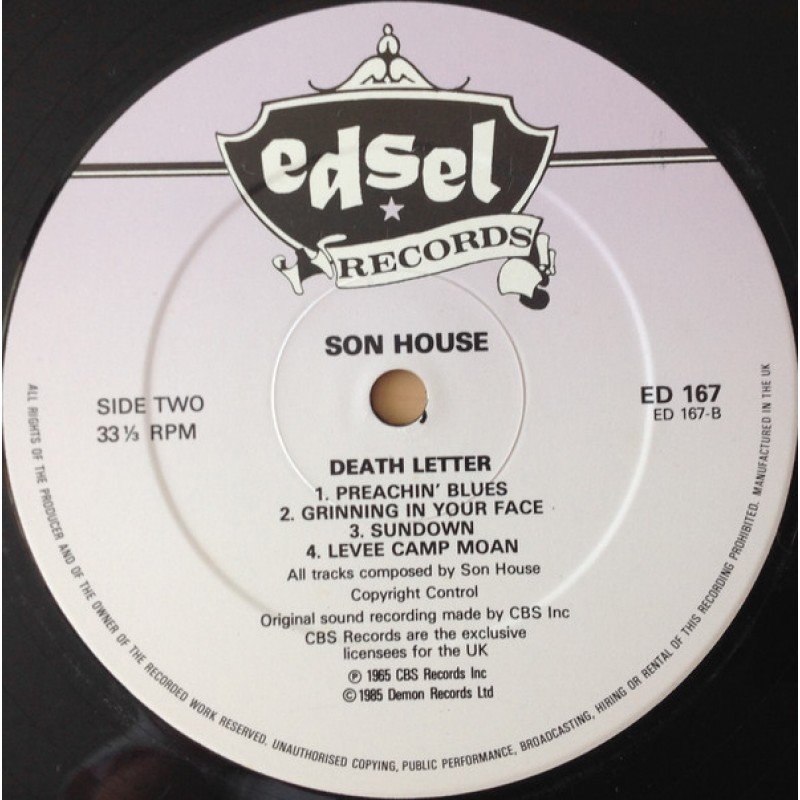 edsel
RECORDS
SON HOUSE
SIDE TWO
33⅓ RPM
ED 167
ED 167-B
DEATH LETTER
1. PREACHIN' BLUES
2. GRINNING IN YOUR FACE
3. SUNDOWN
4. LEVEE CAMP MOAN
All tracks composed by Son House
Copyright Control
Original sound recording made by CBS Inc
CBS Records are the exclusive
licensees for the UK
℗ 1965 CBS Records Inc
© 1985 Demon Records Ltd
ALL RIGHTS OF THE PRODUCER AND OF THE OWNER OF THE RECORDED WORK RESERVED. UNAUTHORISED COPYING, PUBLIC PERFORMANCE, BROADCASTING, HIRING OR RENTAL OF THIS RECORDING PROHIBITED. MANUFACTURED IN THE UK